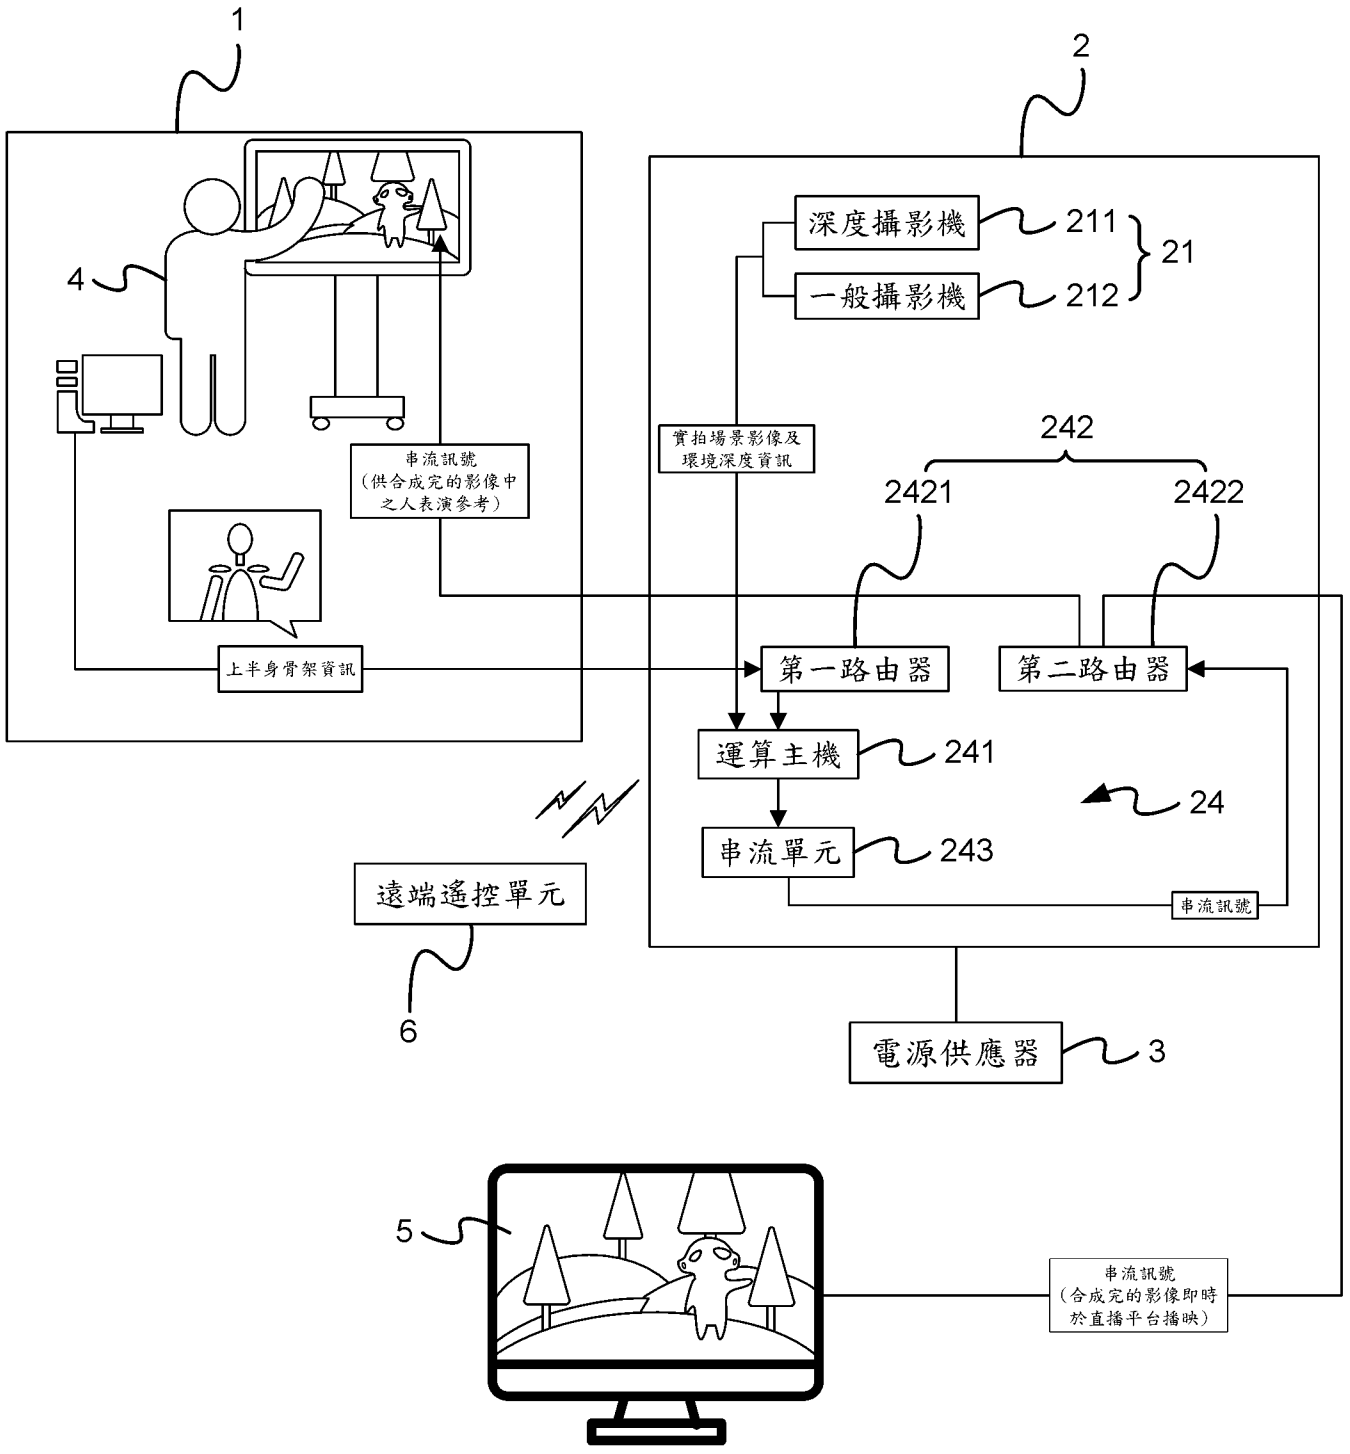 1
2
深度攝影機
211
21
一般攝影機
212
4
實拍場景影像及
環境深度資訊
242
串流訊號
(供合成完的影像中
之人表演參考)
2421
2422
上半身骨架資訊
第一路由器
第二路由器
運算主機
241
24
串流單元
243
遠端遙控單元
串流訊號
6
電源供應器
3
5
串流訊號
(合成完的影像即時
於直播平台播映)